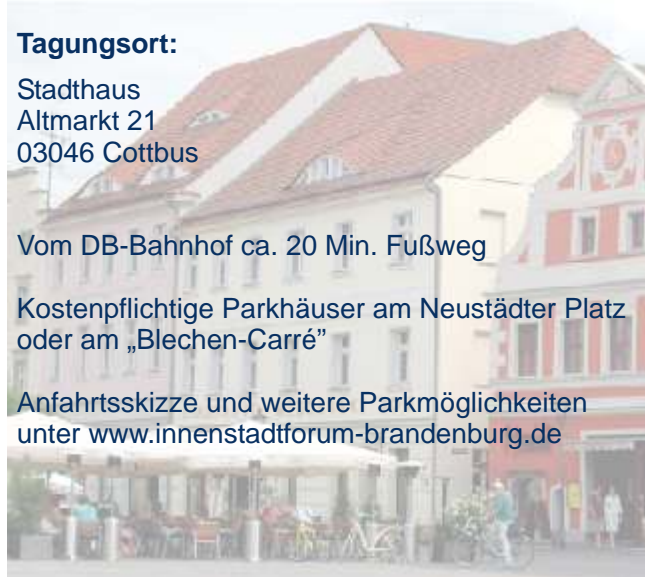 Tagungsort:
Stadthaus
Altmarkt 21
03046 Cottbus
Vom DB-Bahnhof ca. 20 Min. Fußweg
Kostenpflichtige Parkhäuser am Neustädter Platz
oder am „Blechen-Carré”
Anfahrtsskizze und weitere Parkmöglichkeiten
unter www.innenstadtforum-brandenburg.de